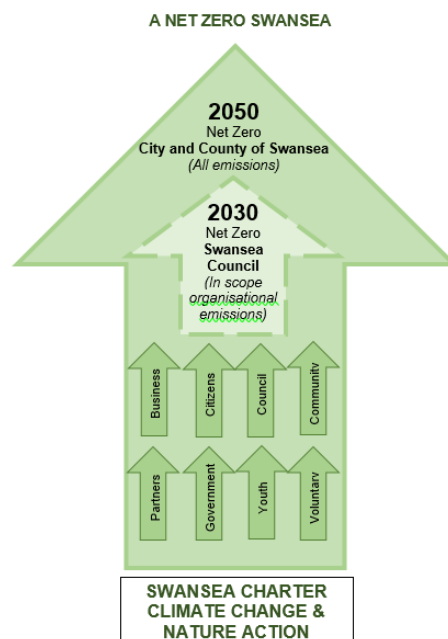 A NET ZERO SWANSEA
2050
Net Zero
City and County of Swansea
(All emissions)
2030
Net Zero
Swansea
Council
(In scope
organisational
emissions)
Business
Citizens
Council
Community
Partners
Government
Youth
Voluntary
SWANSEA CHARTER
CLIMATE CHANGE &
NATURE ACTION